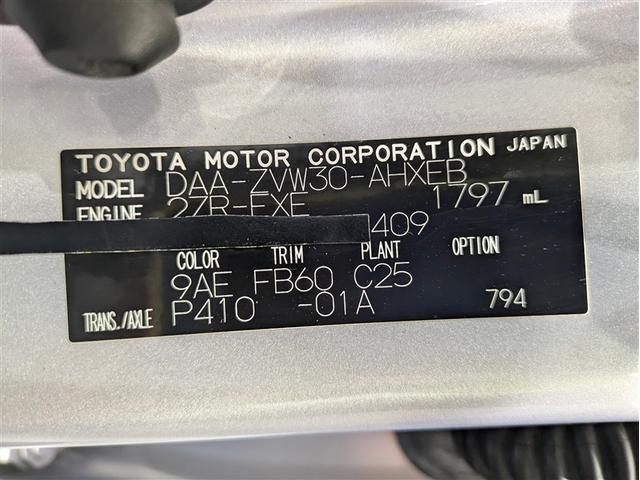 TOYOTA MOTOR CORPORATION JAPAN
MODEL DAA-ZVW30-AHXEB
ENGINE 2ZR-FXE 1797 mL
409
COLOR TRIM PLANT OPTION
9AE FB60 C25
TRANS./AXLE P410 -01A 794